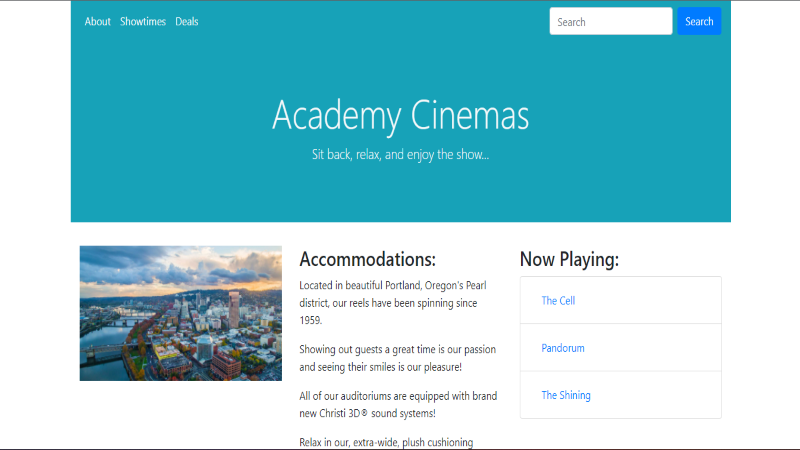 About Showtimes Deals Search Search
Academy Cinemas
Sit back, relax, and enjoy the show...
Accommodations:
Located in beautiful Portland, Oregon's Pearl
district, our reels have been spinning since
1959.
Showing out guests a great time is our passion
and seeing their smiles is our pleasure!
All of our auditoriums are equipped with brand
new Christi 3D® sound systems!
Relax in our, extra-wide, plush cushioning
Now Playing:
The Cell
Pandorum
The Shining